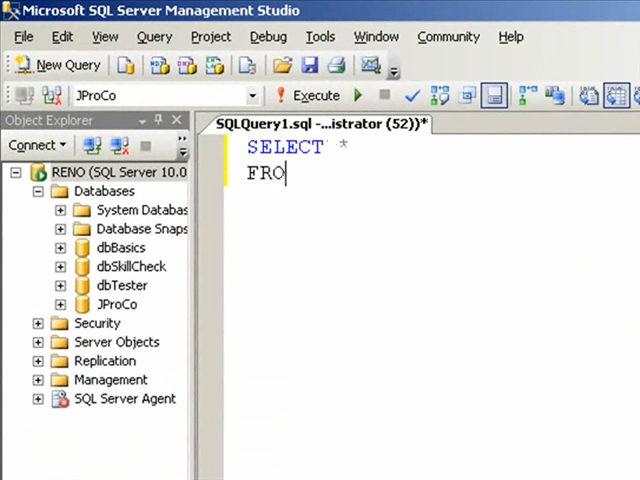 Microsoft SQL Server Management Studio
File Edit View Query Project Debug Tools Window Community Help
New Query
JProCo Execute
Object Explorer
SQLQuery1.sql -...istrator (52))*
Connect
SELECT *
FRO
RENO (SQL Server 10.0
Databases
System Databas
Database Snaps
dbBasics
dbSkillCheck
dbTester
JProCo
Security
Server Objects
Replication
Management
SQL Server Agent